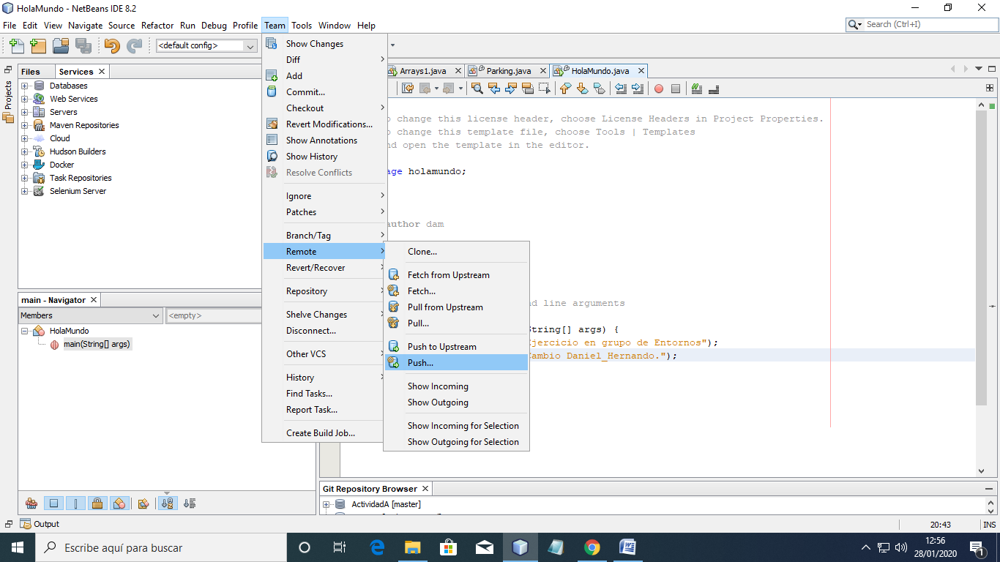 HolaMundo - NetBeans IDE 8.2
File Edit View Navigate Source Refactor Run Debug Profile Team Tools Window Help
Search (Ctrl+I)
<default config>
Files
Services
Projects
Databases
Web Services
Servers
Maven Repositories
Cloud
Hudson Builders
Docker
Task Repositories
Selenium Server
main - Navigator
Members
<empty>
HolaMundo
main(String[] args)
Show Changes
Diff
Add
Commit...
Checkout
Revert Modifications...
Show Annotations
Show History
Resolve Conflicts
Ignore
Patches
Branch/Tag
Remote
Revert/Recover
Repository
Shelve Changes
Disconnect...
Other VCS
History
Find Tasks...
Report Task...
Create Build Job...
Clone...
Fetch from Upstream
Fetch...
Pull from Upstream
Pull...
Push to Upstream
Push...
Show Incoming
Show Outgoing
Show Incoming for Selection
Show Outgoing for Selection
Arrays1.java
Parking.java
HolaMundo.java
o change this license header, choose License Headers in Project Properties.
o change this template file, choose Tools | Templates
nd open the template in the editor.
age holamundo;
author dam
nd line arguments
String[] args) {
Ejercicio en grupo de Entornos");
Cambio Daniel_Hernando.");
Git Repository Browser
ActividadA [master]
Output
20:43
INS
Escribe aquí para buscar
12:56
28/01/2020
1